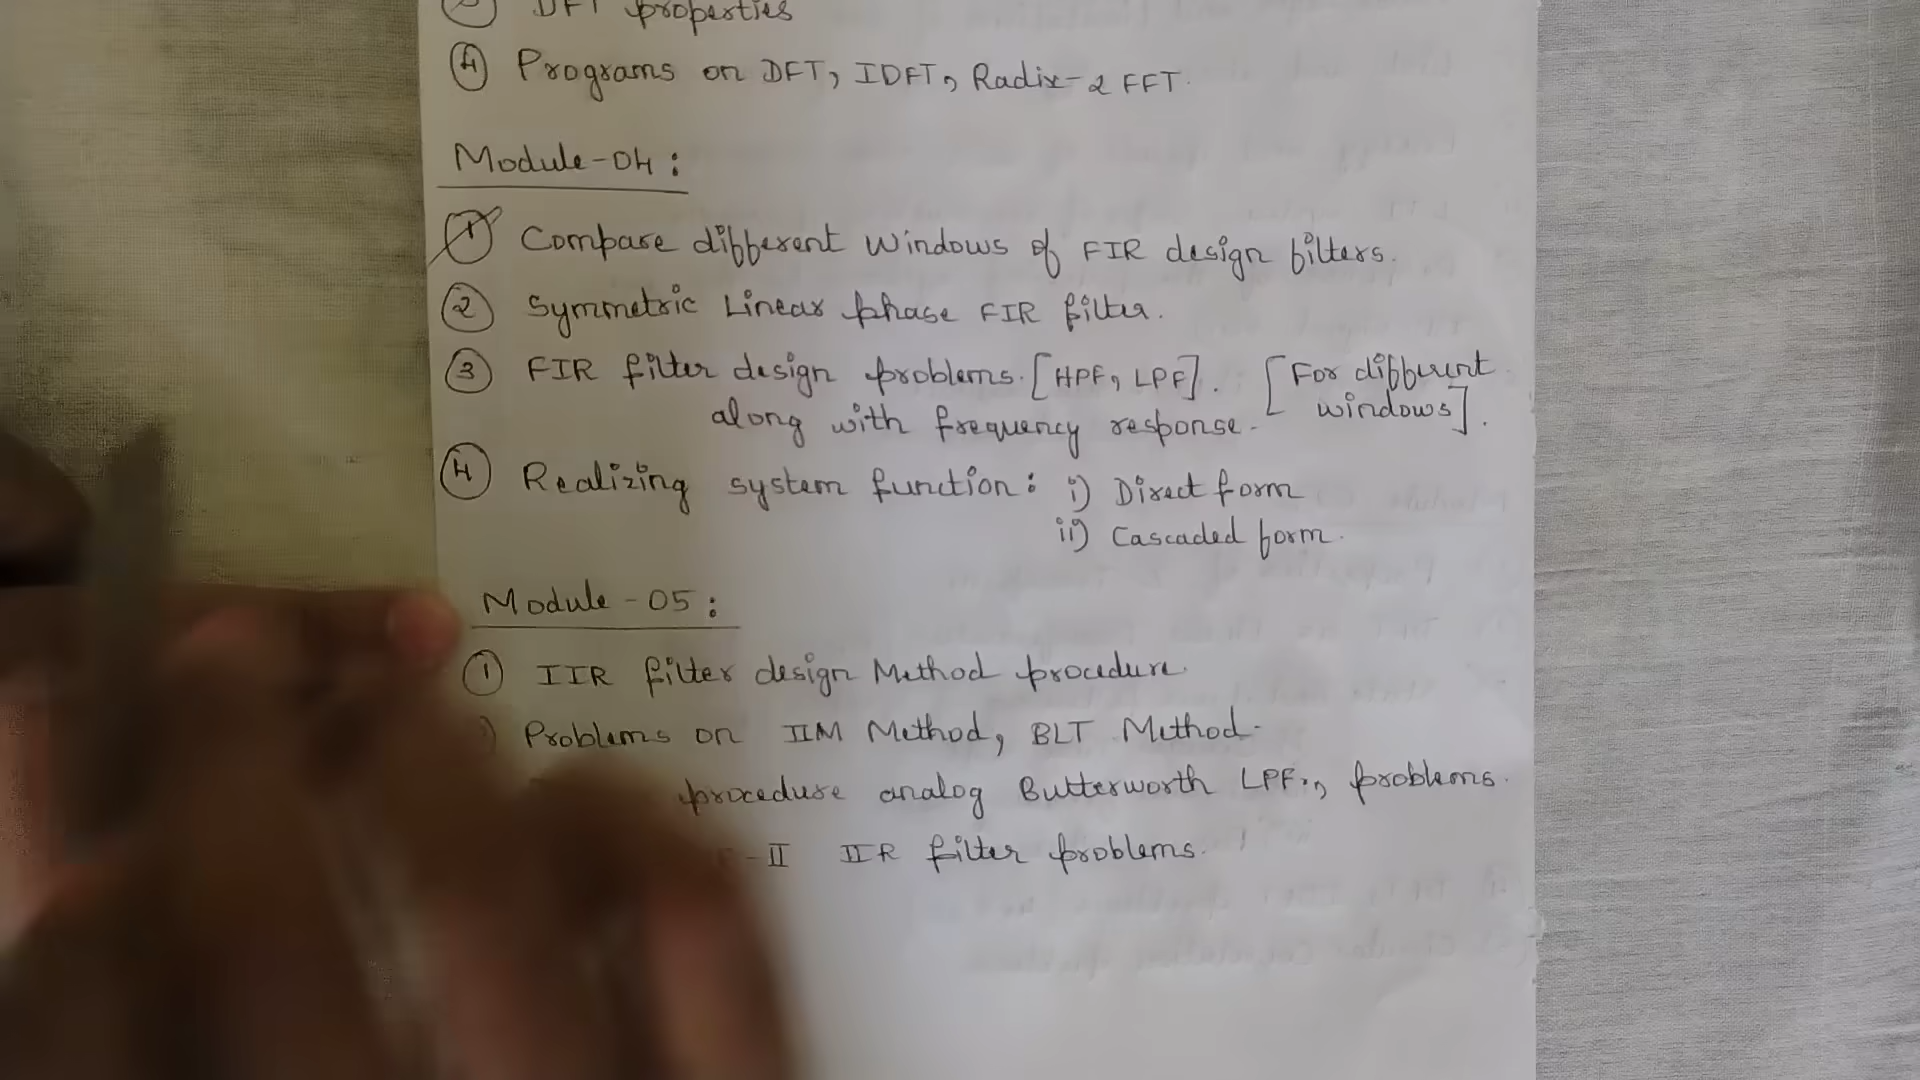 DFT properties
④ Programs on DFT, IDFT, Radix-2 FFT.
Module-04:
① Compare different Windows of FIR design filters.
② Symmetric Linear phase FIR filter.
③ FIR filter design problems. [HPF, LPF]. [For different
along with frequency response. windows].
④ Realizing system function: i) Direct form
ii) Cascaded form.
Module-05:
① IIR filter design Method procedure.
Problems on IIM Method, BLT Method.
procedure analog Butterworth LPF., problems.
-II IIR filter problems.